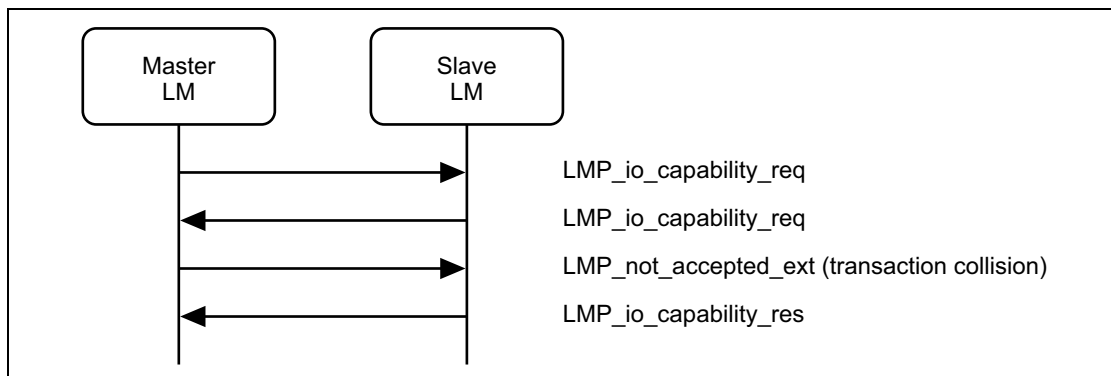 Master
LM
Slave
LM
LMP_io_capability_req
LMP_io_capability_req
LMP_not_accepted_ext (transaction collision)
LMP_io_capability_res